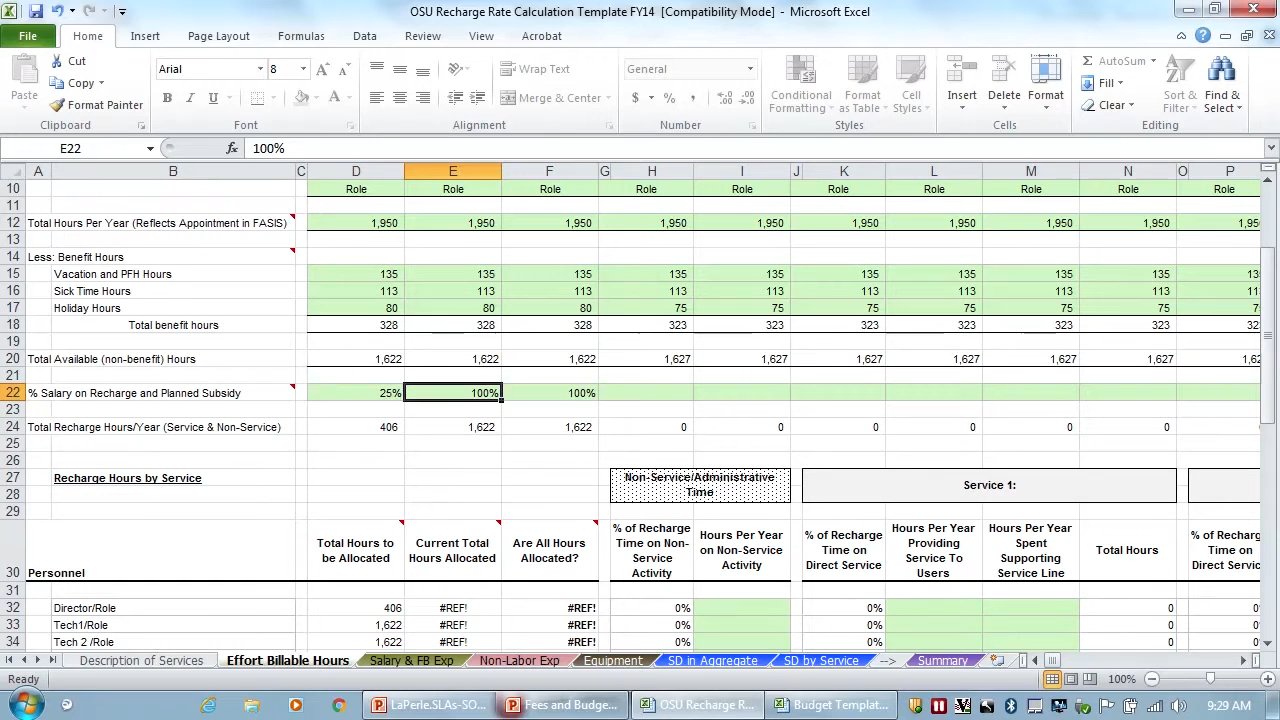 OSU Recharge Rate Calculation Template FY14 [Compatibility Mode] - Microsoft Excel
File Home Insert Page Layout Formulas Data Review View Acrobat
Paste Cut Copy Format Painter Clipboard
Arial 8 B I U A Font
Wrap Text Merge & Center Alignment
General $ % , Number
Conditional Formatting Format as Table Cell Styles Styles
Insert Delete Format Cells
AutoSum Fill Clear Sort & Filter Find & Select Editing
E22 fx 100%
A B C D E F G H I J K L M N O P
10 Role Role Role Role Role Role Role Role Role Role
11
12 Total Hours Per Year (Reflects Appointment in FASIS) 1,950 1,950 1,950 1,950 1,950 1,950 1,950 1,950 1,950 1,95
13
14 Less: Benefit Hours
15 Vacation and PFH Hours 135 135 135 135 135 135 135 135 135 13
16 Sick Time Hours 113 113 113 113 113 113 113 113 113 11
17 Holiday Hours 80 80 80 75 75 75 75 75 75 7
18 Total benefit hours 328 328 328 323 323 323 323 323 323 32
19
20 Total Available (non-benefit) Hours 1,622 1,622 1,622 1,627 1,627 1,627 1,627 1,627 1,627 1,62
21
22 % Salary on Recharge and Planned Subsidy 25% 100% 100%
23
24 Total Recharge Hours/Year (Service & Non-Service) 406 1,622 1,622 0 0 0 0 0 0
25
26
27 Recharge Hours by Service Non-Service/Administrative Time Service 1:
28
29
30 Personnel Total Hours to be Allocated Current Total Hours Allocated Are All Hours Allocated? % of Recharge Time on Non-Service Activity Hours Per Year on Non-Service Activity % of Recharge Time on Direct Service Hours Per Year Providing Service To Users Hours Per Year Spent Supporting Service Line Total Hours % of Recharg Time on Direct Servic
31
32 Director/Role 406 #REF! #REF! 0% 0% 0 0%
33 Tech1/Role 1,622 #REF! #REF! 0% 0% 0 0%
34 Tech 2 /Role 1,622 #REF! #REF! 0% 0% 0 0%
Description of Services Effort Billable Hours Salary & FB Exp Non-Labor Exp Equipment SD in Aggregate SD by Service --> Summary
Ready 100%
LaPerle.SLAs-SO... Fees and Budge... OSU Recharge R... Budget Templat... 9:29 AM